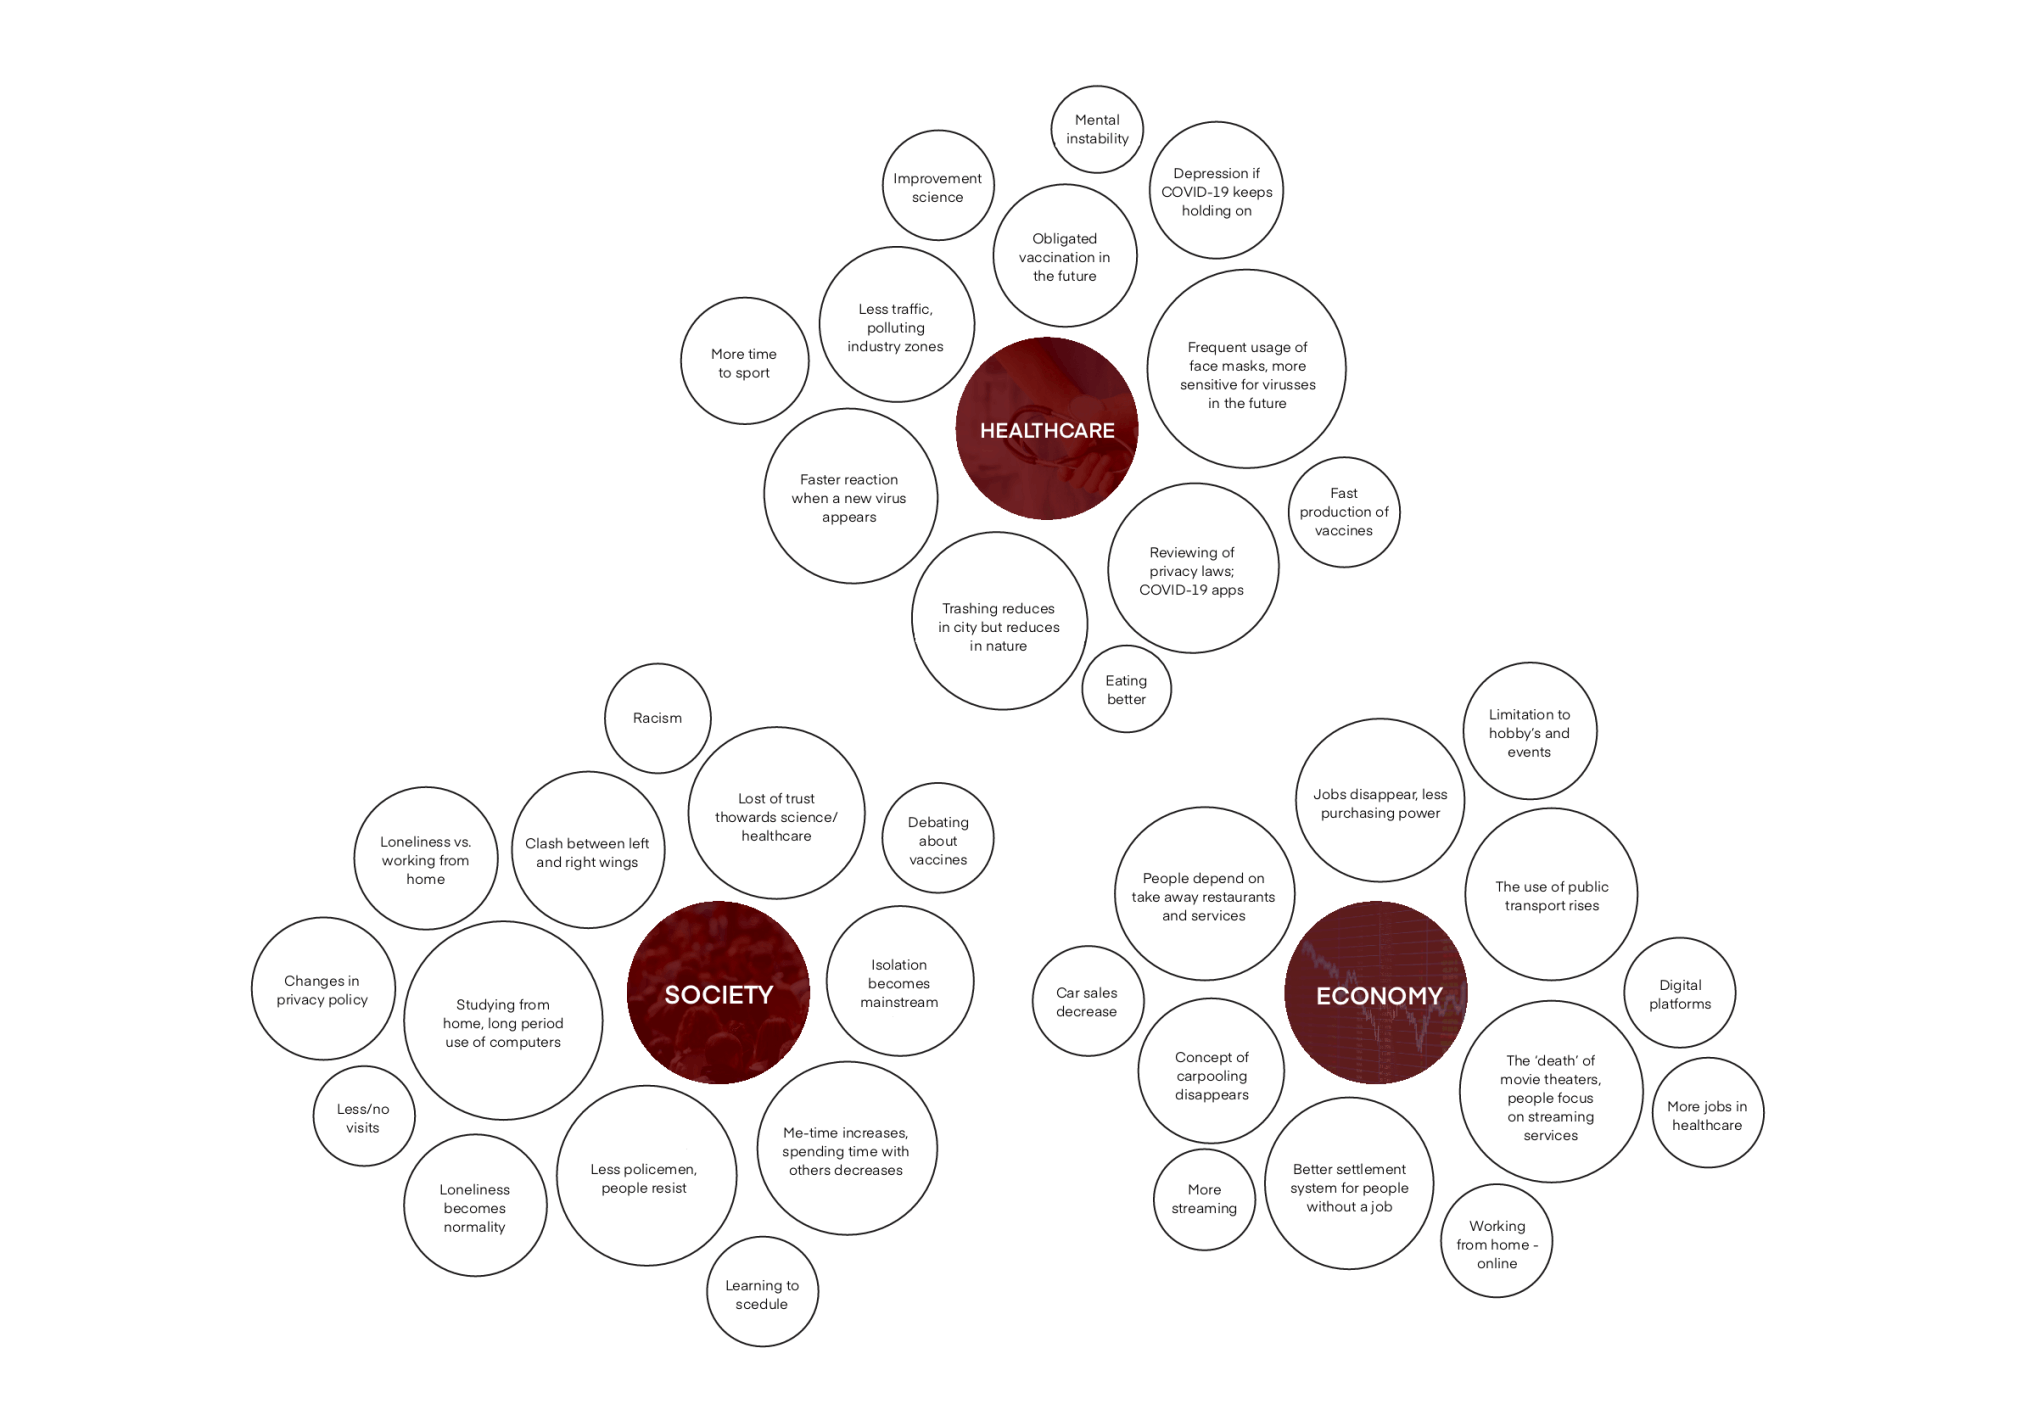 Mental
instability
Improvement
science
Depression if
COVID-19 keeps
holding on
Obligated
vaccination in
the future
Less traffic,
polluting
industry zones
More time
to sport
Frequent usage of
face masks, more
sensitive for virusses
in the future
HEALTHCARE
Faster reaction
when a new virus
appears
Fast
production of
vaccines
Reviewing of
privacy laws;
COVID-19 apps
Trashing reduces
in city but reduces
in nature
Eating
better
Racism
Lost of trust
thowards science/
healthcare
Debating
about
vaccines
Loneliness vs.
working from
home
Clash between left
and right wings
Changes in
privacy policy
Studying from
home, long period
use of computers
SOCIETY
Isolation
becomes
mainstream
Less/no
visits
Loneliness
becomes
normality
Less policemen,
people resist
Me-time increases,
spending time with
others decreases
Learning to
scedule
Limitation to
hobby's and
events
Jobs disappear, less
purchasing power
People depend on
take away restaurants
and services
The use of public
transport rises
Car sales
decrease
ECONOMY
Digital
platforms
Concept of
carpooling
disappears
The ‘death’ of
movie theaters,
people focus
on streaming
services
More jobs in
healthcare
More
streaming
Better settlement
system for people
without a job
Working
from home -
online